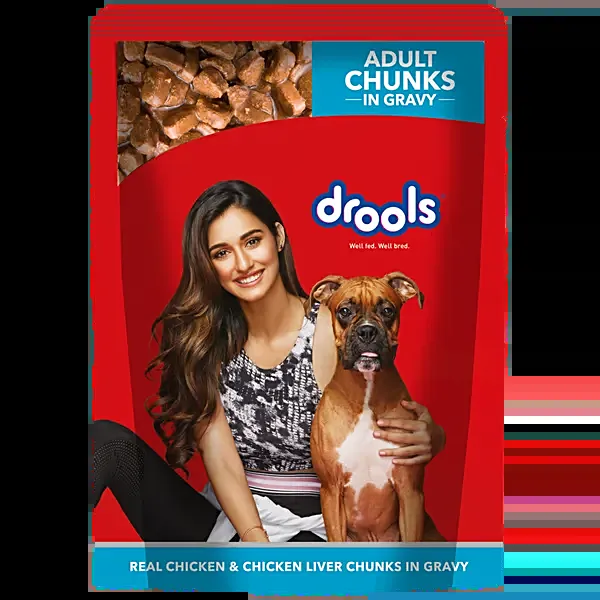 ADULT
CHUNKS
IN GRAVY
drools
Well fed. Well bred.
REAL CHICKEN & CHICKEN LIVER CHUNKS IN GRAVY